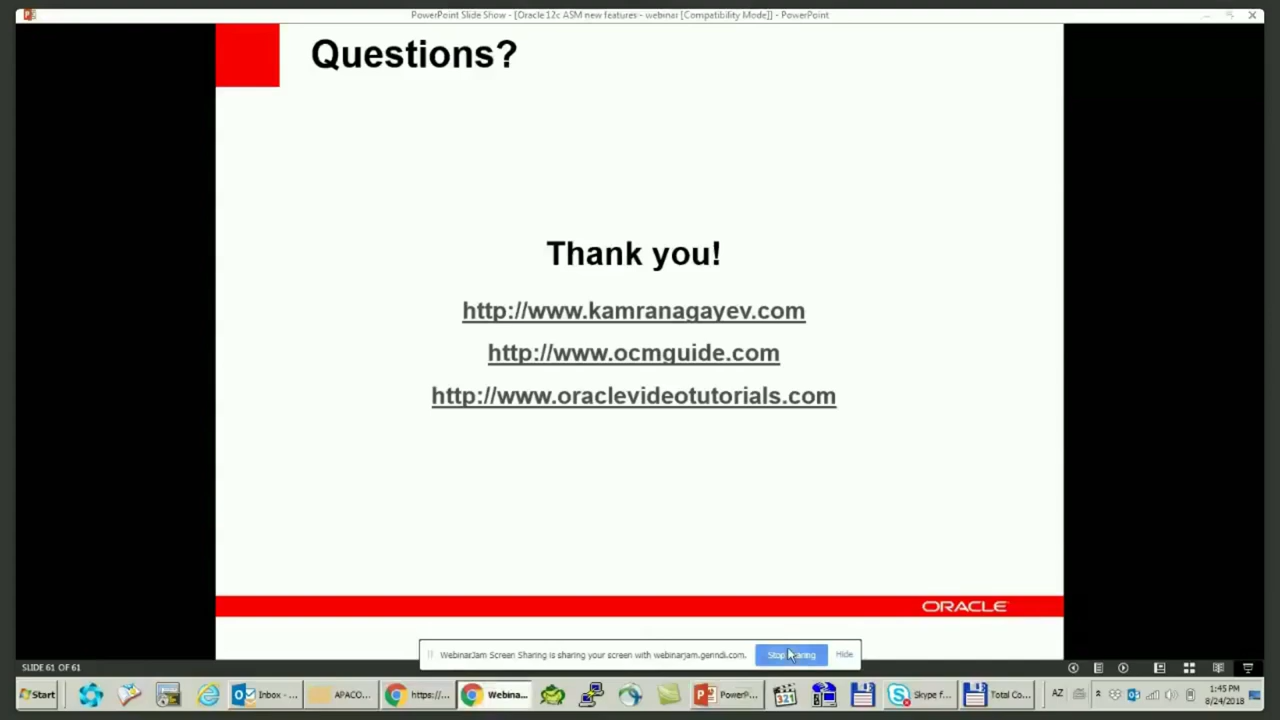 PowerPoint Slide Show - [Oracle 12c ASM new features - webinar [Compatibility Mode]] - PowerPoint
Questions?
Thank you!
http://www.kamranagayev.com
http://www.ocmguide.com
http://www.oraclevideotutorials.com
ORACLE
WebinarJam Screen Sharing is sharing your screen with webinarjam.genndi.com.
Stop sharing
Hide
SLIDE 61 OF 61
Start
Inbox - ...
APACO...
https://...
Webina...
PowerP...
321
Skype f...
Total Co...
AZ
1:45 PM
8/24/2018